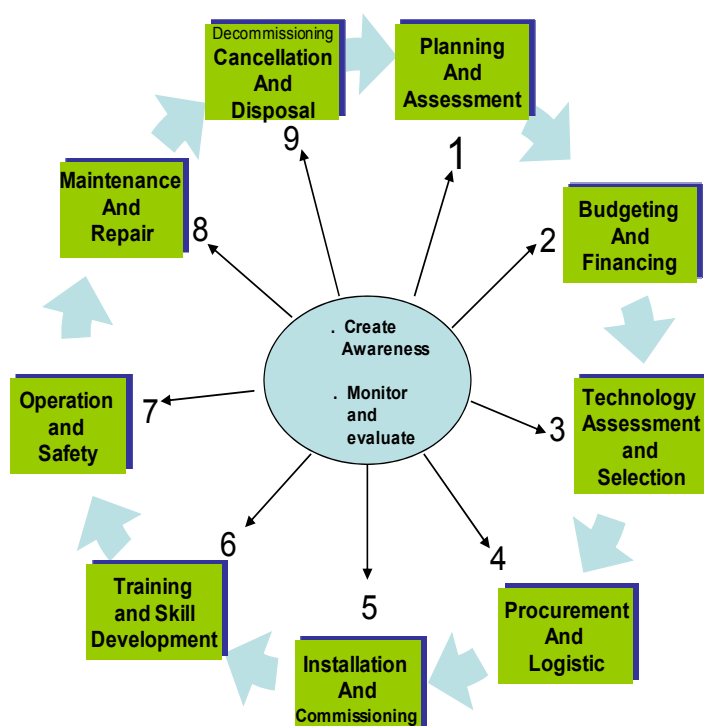 Planning
And
Assessment
1
Budgeting
And
Financing
2
Technology
Assessment
and
Selection
3
Procurement
And
Logistic
4
Installation
And
Commissioning
5
Training
and Skill
Development
6
Operation
and
Safety
7
Maintenance
And
Repair
8
Decommissioning
Cancellation
And
Disposal
9
. Create
Awareness
. Monitor
and
evaluate